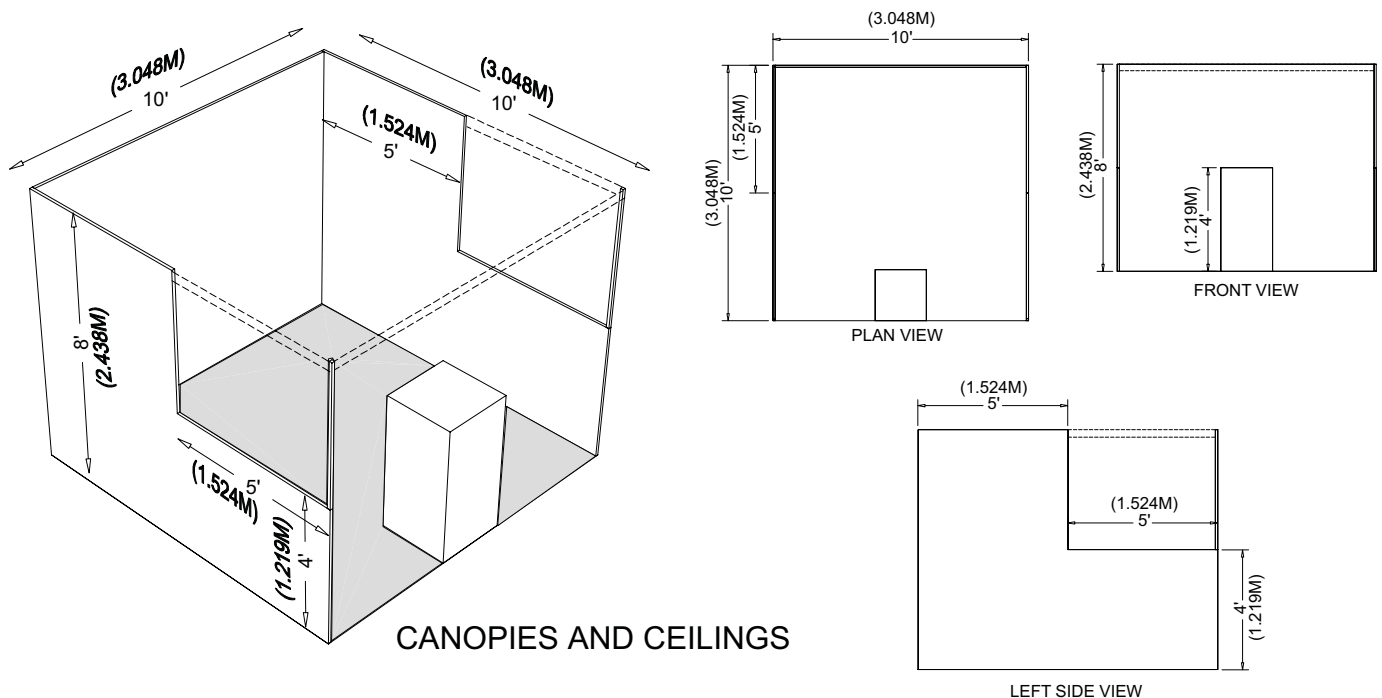 (3.048M)
10'
(3.048M)
10'
(1.524M)
5'
8'
(2.438M)
5'
(1.524M)
4'
(1.219M)
CANOPIES AND CEILINGS
(3.048M)
10'
(1.524M)
5'
(3.048M)
10'
PLAN VIEW
(2.438M)
8'
(1.219M)
4'
FRONT VIEW
(1.524M)
5'
(1.524M)
5'
4'
(1.219M)
LEFT SIDE VIEW